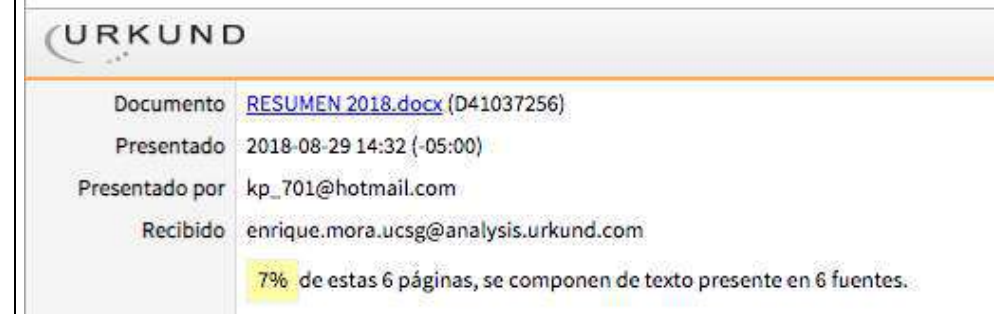 URKUND
Documento RESUMEN 2018.docx (D41037256)
Presentado 2018-08-29 14:32 (-05:00)
Presentado por kp_701@hotmail.com
Recibido enrique.mora.ucsg@analysis.urkund.com
7% de estas 6 páginas, se componen de texto presente en 6 fuentes.